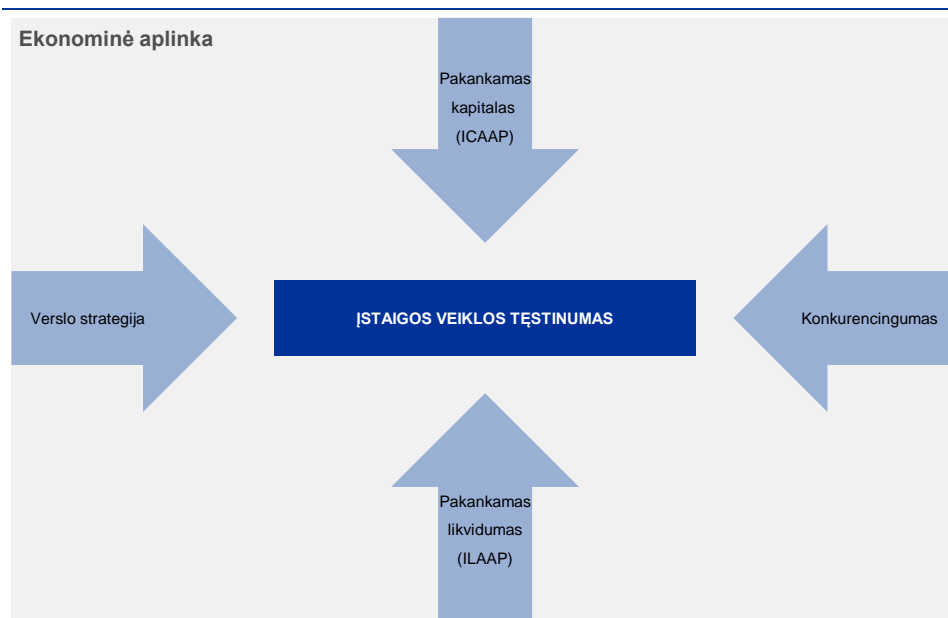 Ekonominė aplinka
Pakankamas
kapitalas
(ICAAP)
Verslo strategija
ĮSTAIGOS VEIKLOS TĘSTINUMAS
Konkurencingumas
Pakankamas
likvidumas
(ILAAP)